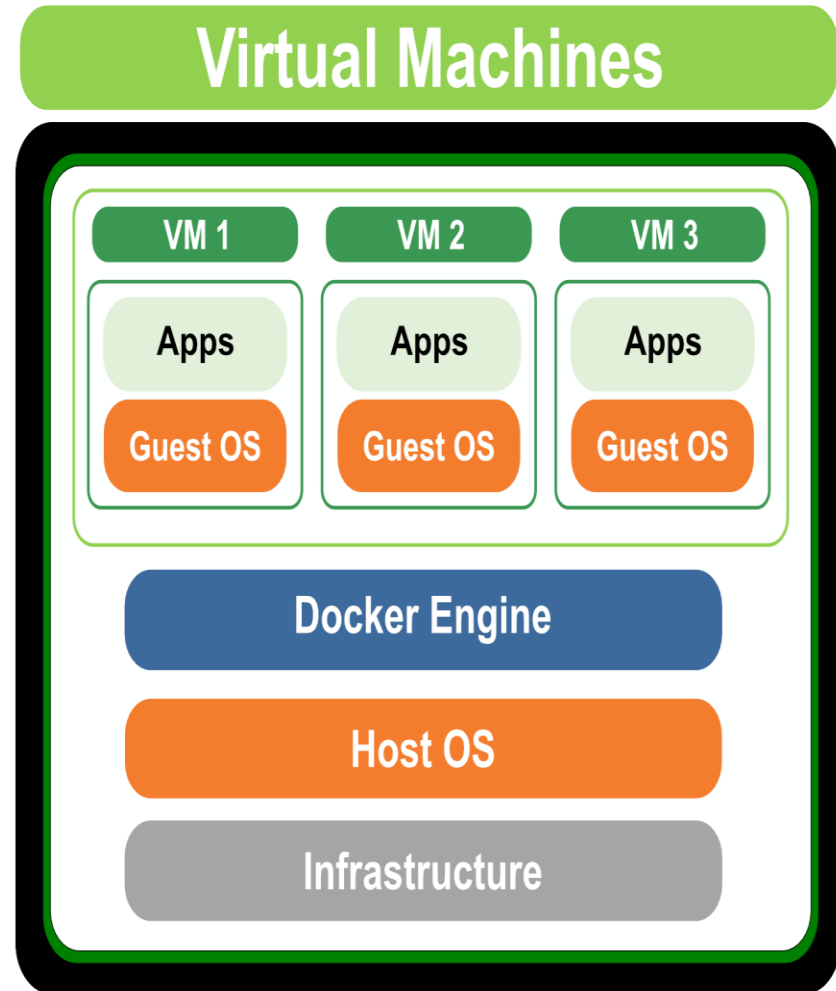 Virtual Machines
VM 1
VM 2
VM 3
Apps
Apps
Apps
Guest OS
Guest OS
Guest OS
Docker Engine
Host OS
Infrastructure